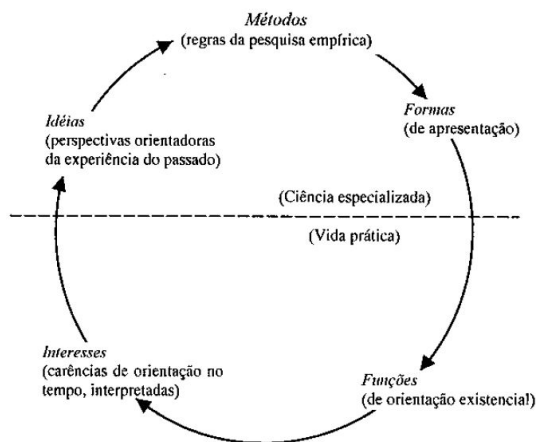 Métodos
(regras da pesquisa empírica)
Idéias
(perspectivas orientadoras
da experiência do passado)
Formas
(de apresentação)
(Ciência especializada)
(Vida prática)
Interesses
(carências de orientação no
tempo, interpretadas)
Funções
(de orientação existencial)